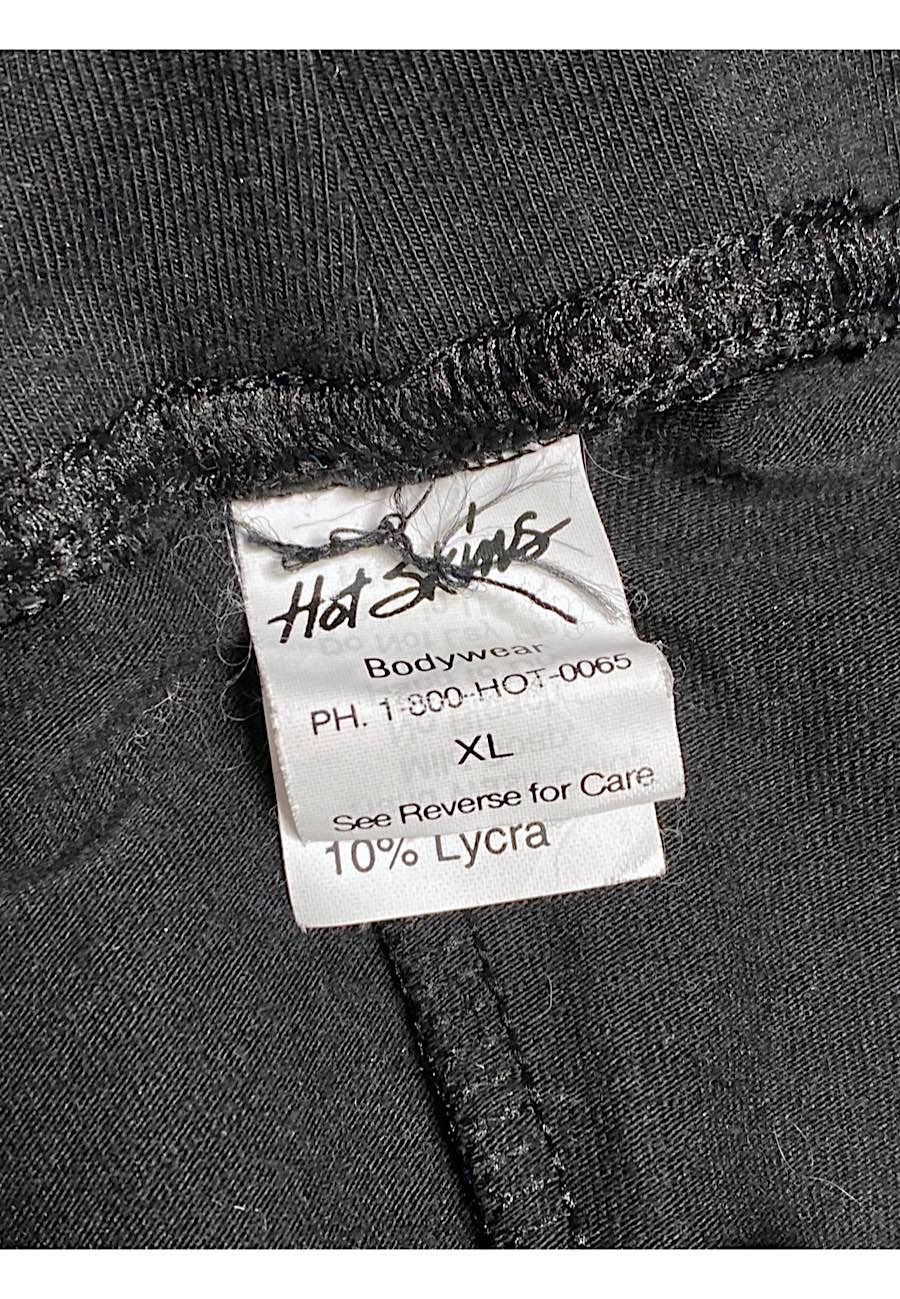 Hot Skins
Bodywear
PH. 1-800-HOT-0065
XL
See Reverse for Care
10% Lycra